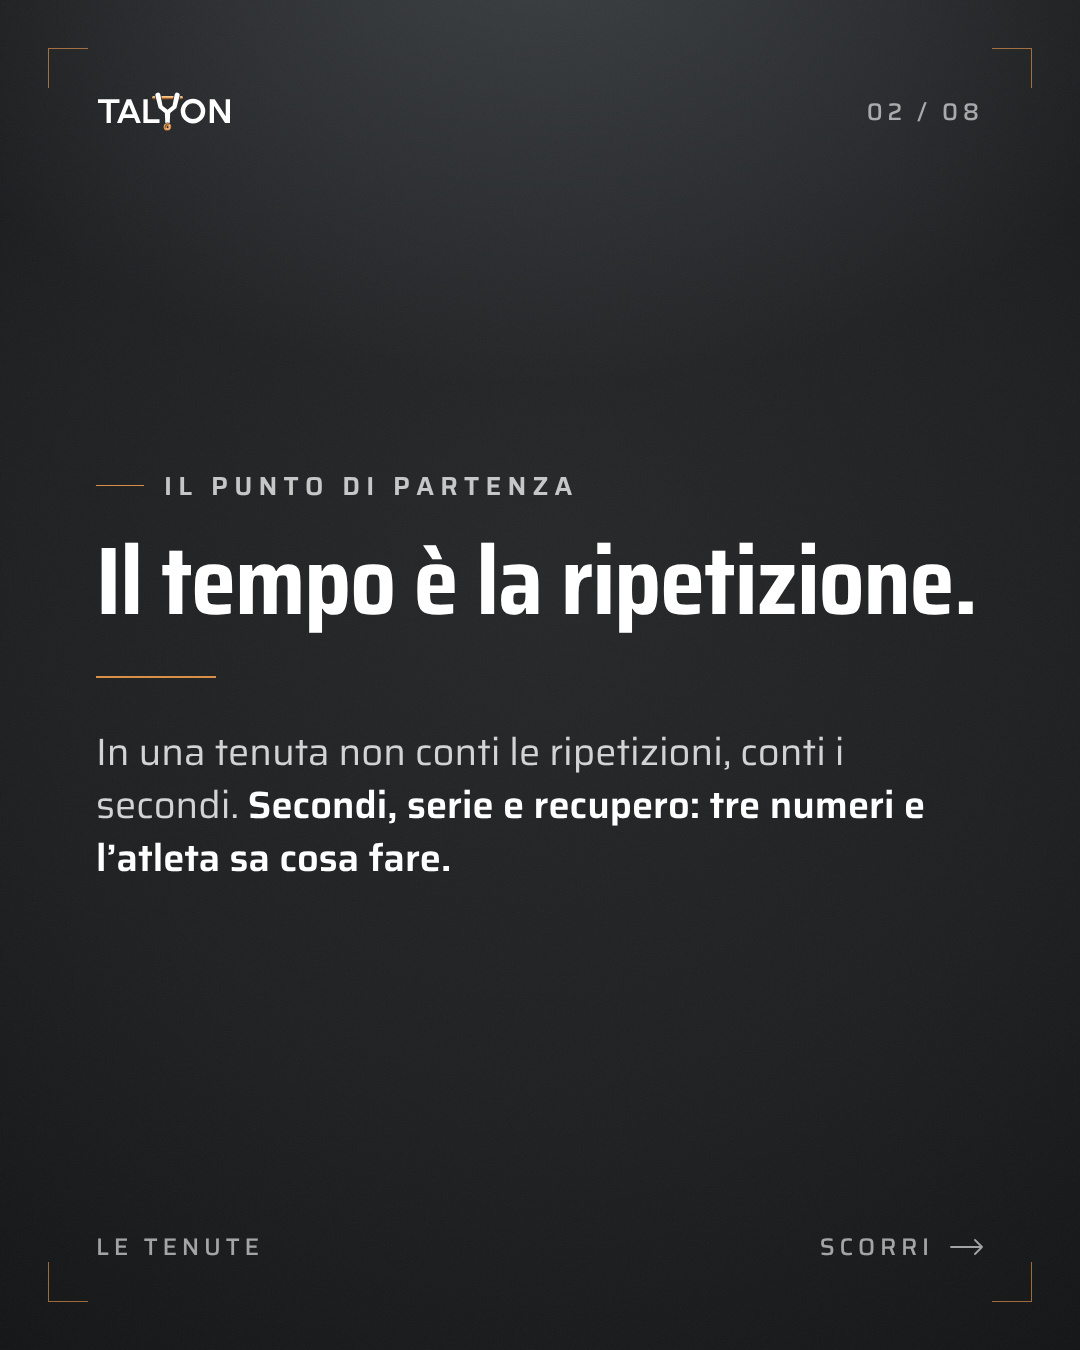 TALYON
02 / 08
IL PUNTO DI PARTENZA
Il tempo è la ripetizione.
In una tenuta non conti le ripetizioni, conti i
secondi. Secondi, serie e recupero: tre numeri e
l’atleta sa cosa fare.
LE TENUTE
SCORRI →